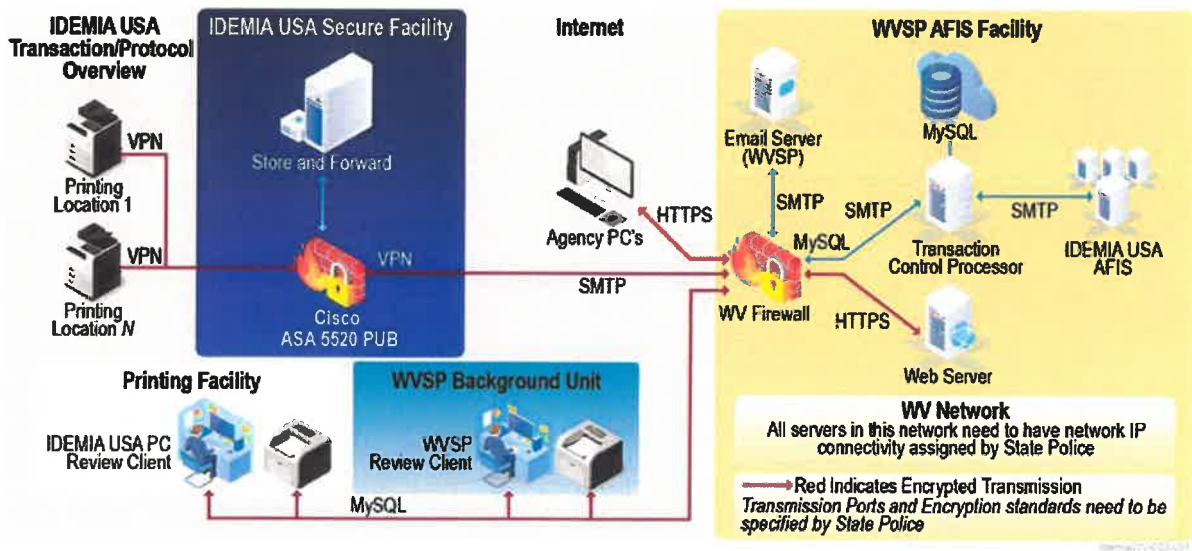 IDEMIA USA
Transaction/Protocol
Overview
VPN
Printing
Location 1
VPN
Printing
Location N
IDEMIA USA Secure Facility
Store and Forward
Cisco
ASA 5520 PUB
VPN
SMTP
Internet
Agency PC's
HTTPS
WVSP AFIS Facility
Email Server
(WVSP)
SMTP
MySQL
SMTP
MySQL
Transaction
Control Processor
SMTP
IDEMIA USA
AFIS
WV Firewall
HTTPS
Web Server
WV Network
All servers in this network need to have network IP
connectivity assigned by State Police
Red Indicates Encrypted Transmission
Transmission Ports and Encryption standards need to be
specified by State Police
Printing Facility
IDEMIA USA PC
Review Client
WVSP Background Unit
WVSP
Review Client
MySQL